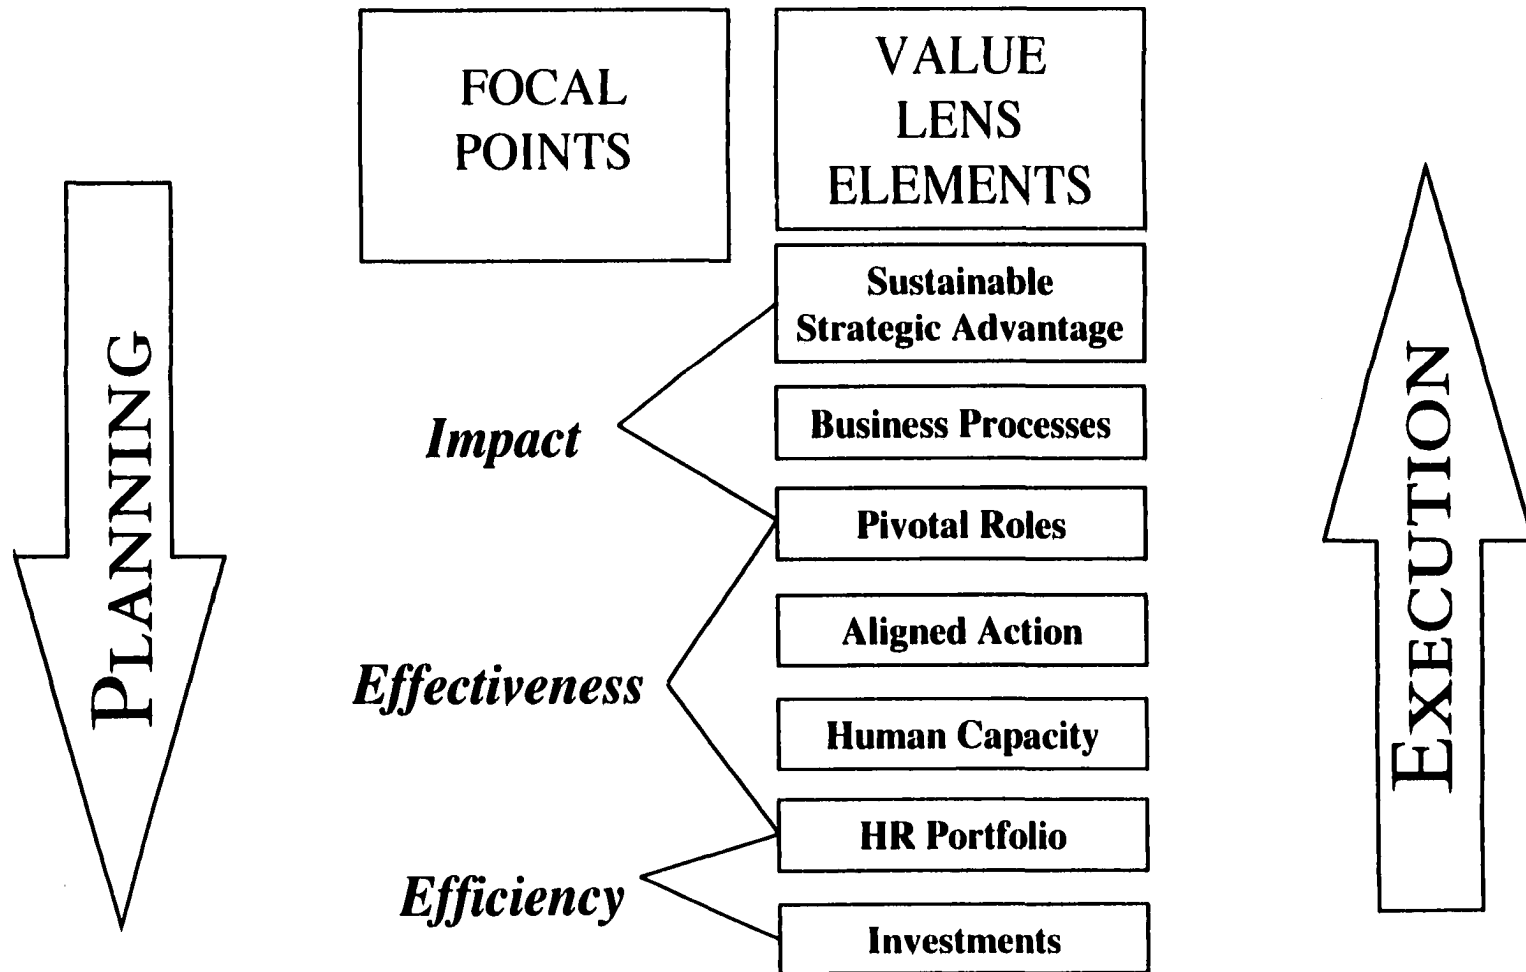 FOCAL
POINTS
VALUE
LENS
ELEMENTS
PLANNING
Impact
Effectiveness
Efficiency
Sustainable
Strategic Advantage
Business Processes
Pivotal Roles
Aligned Action
Human Capacity
HR Portfolio
Investments
EXECUTION